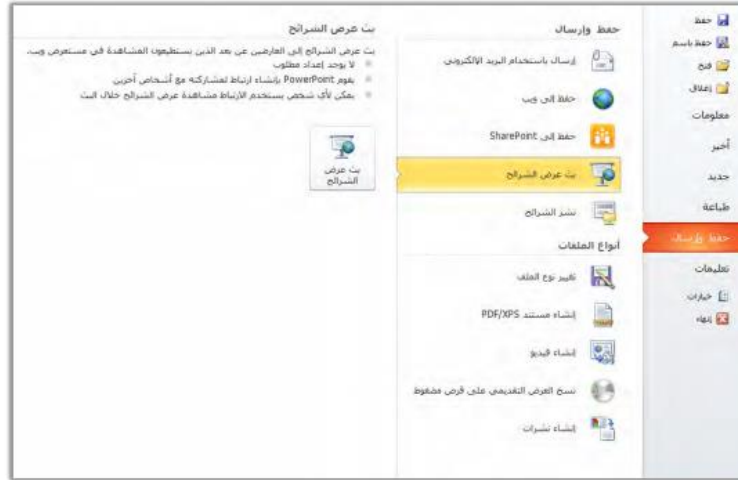 حفظ
حفظ باسم
فتح
إغلاق
معلومات
أخير
جديد
طباعة
حفظ وإرسال
تعليمات
خيارات
إنهاء
حفظ وإرسال
إرسال باستخدام البريد الإلكتروني
حفظ إلى ويب
حفظ إلى SharePoint
بث عرض الشرائح
نشر الشرائح
أنواع الملفات
تغيير نوع الملف
إنشاء مستند PDF/XPS
إنشاء فيديو
نسخ العرض التقديمي على قرص مضغوط
إنشاء نشرات
بث عرض الشرائح
بث عرض الشرائح إلى العارضين عن بعد الذين يستطيعون المشاهدة في مستعرض ويب.
لا يوجد إعداد مطلوب
يقوم PowerPoint بإنشاء ارتباط لمشاركته مع أشخاص آخرين
يمكن لأي شخص يستخدم الارتباط مشاهدة عرض الشرائح خلال البث
بث عرض
الشرائح